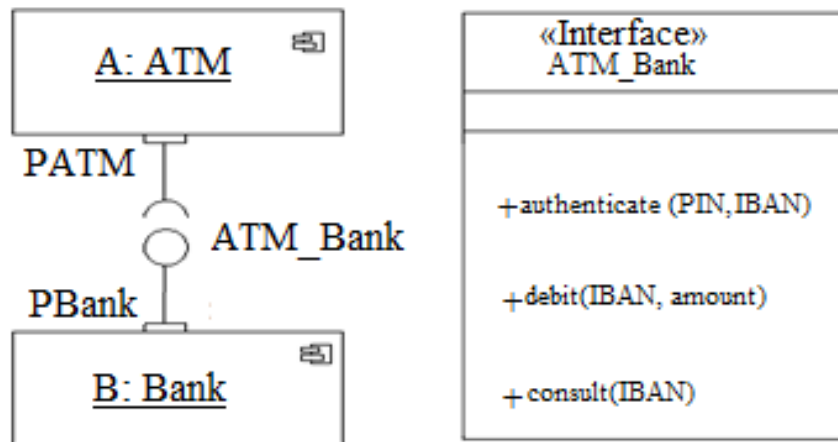 A: ATM
PATM
ATM_Bank
PBank
B: Bank
«Interface»
ATM_Bank
+authenticate (PIN,IBAN)
+debit(IBAN, amount)
+consult(IBAN)